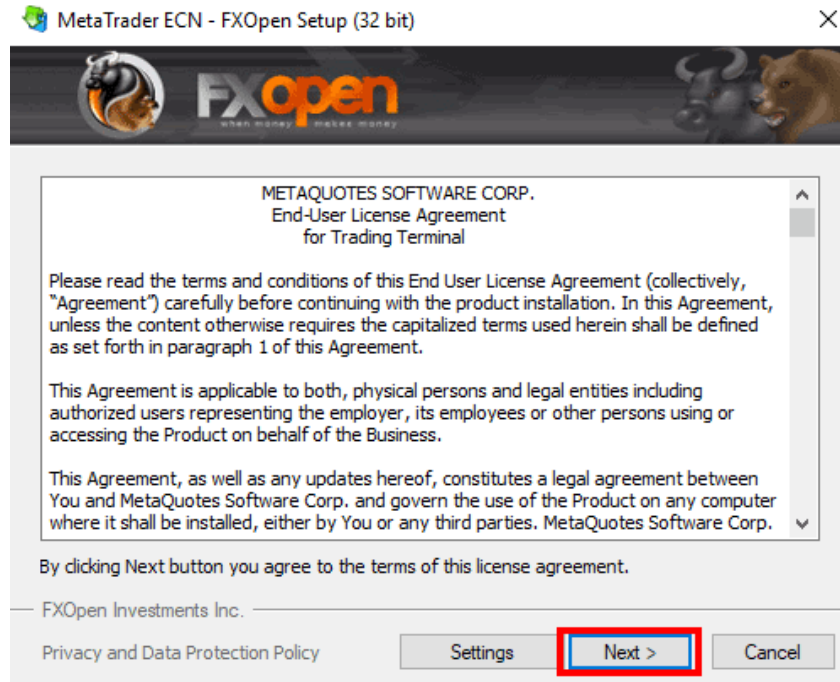 MetaTrader ECN - FXOpen Setup (32 bit)
FXOpen
when money makes money
METAQUOTES SOFTWARE CORP.
End-User License Agreement
for Trading Terminal
Please read the terms and conditions of this End User License Agreement (collectively,
“Agreement”) carefully before continuing with the product installation. In this Agreement,
unless the content otherwise requires the capitalized terms used herein shall be defined
as set forth in paragraph 1 of this Agreement.
This Agreement is applicable to both, physical persons and legal entities including
authorized users representing the employer, its employees or other persons using or
accessing the Product on behalf of the Business.
This Agreement, as well as any updates hereof, constitutes a legal agreement between
You and MetaQuotes Software Corp. and govern the use of the Product on any computer
where it shall be installed, either by You or any third parties. MetaQuotes Software Corp.
By clicking Next button you agree to the terms of this license agreement.
FXOpen Investments Inc.
Privacy and Data Protection Policy
Settings
Next >
Cancel